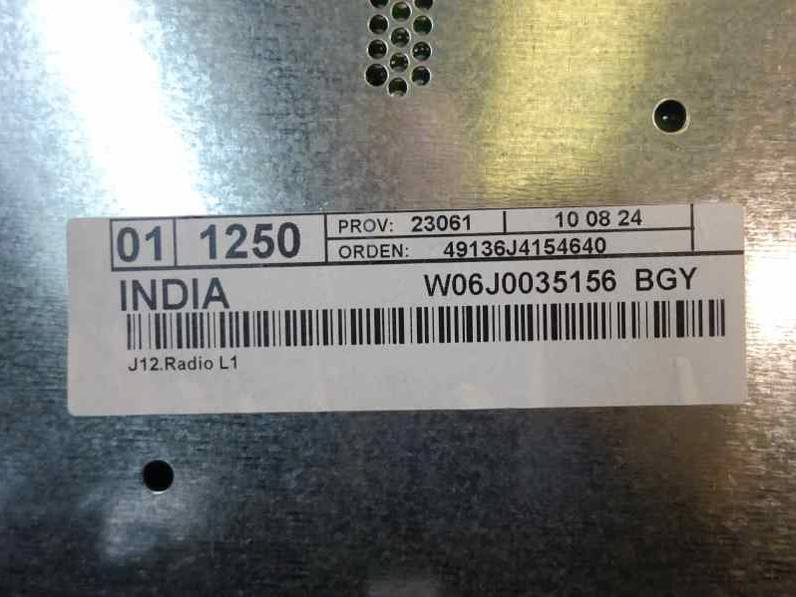 01 1250 PROV: 23061 10 08 24
ORDEN: 49136J4154640
INDIA W06J0035156 BGY
J12.Radio L1